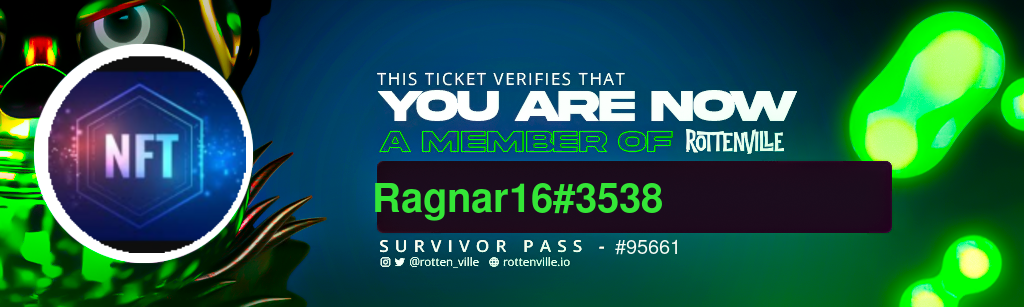 NFT
THIS TICKET VERIFIES THAT
YOU ARE NOW
A MEMBER OF ROTTENVILLE
Ragnar16#3538
SURVIVOR PASS - #95661
@rotten_ville rottenville.io